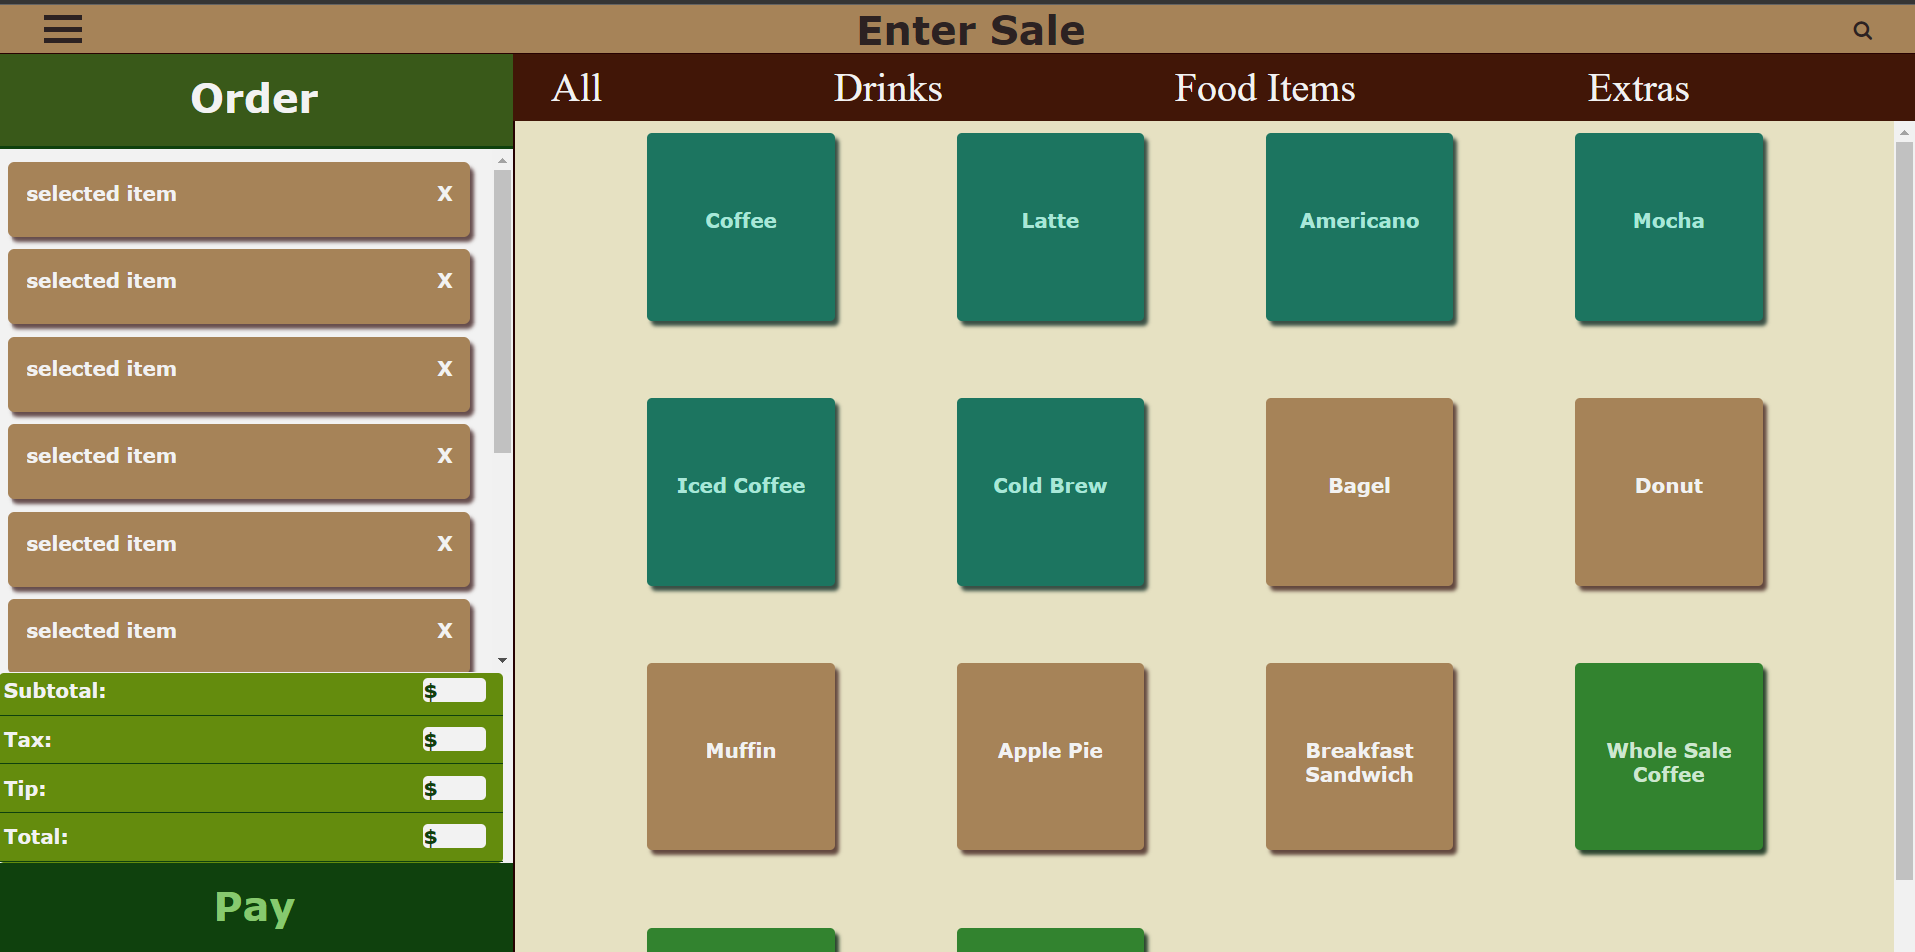 Enter Sale
Order
selected item X
selected item X
selected item X
selected item X
selected item X
selected item X
Subtotal: $
Tax: $
Tip: $
Total: $
Pay
All Drinks Food Items Extras
Coffee
Latte
Americano
Mocha
Iced Coffee
Cold Brew
Bagel
Donut
Muffin
Apple Pie
Breakfast
Sandwich
Whole Sale
Coffee